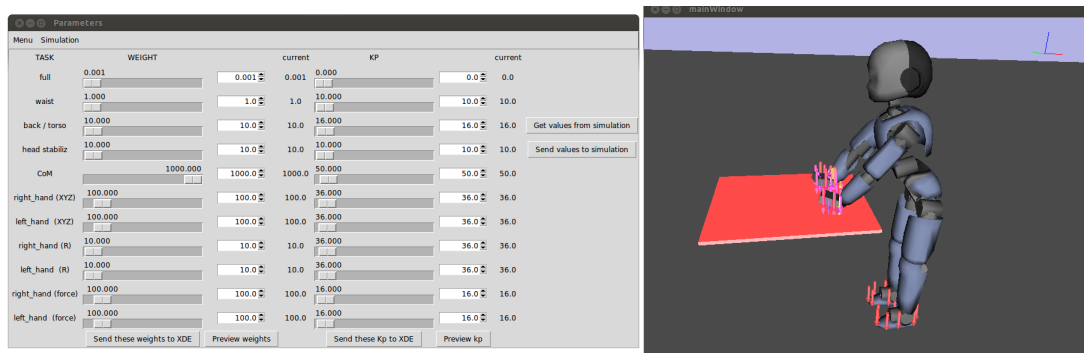 Parameters
mainWindow
Menu Simulation
TASK WEIGHT current KP current
full 0.001 0.001 0.001 0.000 0.0 0.0
waist 1.000 1.0 1.0 10.000 10.0 10.0
back / torso 10.000 10.0 10.0 16.000 16.0 16.0 Get values from simulation
head stabiliz 10.000 10.0 10.0 10.000 10.0 10.0 Send values to simulation
CoM 1000.000 1000.0 1000.0 50.000 50.0 50.0
right_hand (XYZ) 100.000 100.0 100.0 36.000 36.0 36.0
left_hand (XYZ) 100.000 100.0 100.0 36.000 36.0 36.0
right_hand (R) 10.000 10.0 10.0 36.000 36.0 36.0
left_hand (R) 10.000 10.0 10.0 36.000 36.0 36.0
right_hand (force) 100.000 100.0 100.0 16.000 16.0 16.0
left_hand (force) 100.000 100.0 100.0 16.000 16.0 16.0
Send these weights to XDE Preview weights Send these Kp to XDE Preview kp